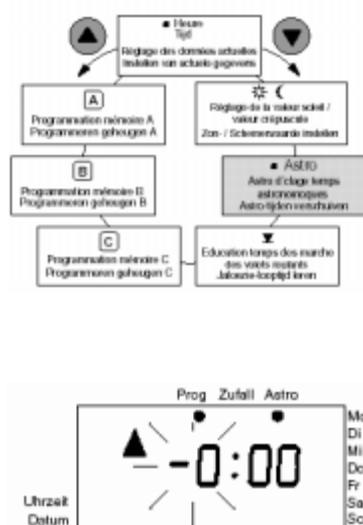 Heure
Tijd
Réglage des données actuelles
Instellen van actuele gegevens
A
Programmation mémoire A
Programmeren geheugen A
Réglage de la valeur soleil /
valeur crépuscule
Zon- / Schemerwaarde instellen
B
Programmation mémoire B
Programmeren geheugen B
Astro
Astro d'clage temps
astronomoques
Astro-tijden verschuiven
C
Programmation mémoire C
Programmeren geheugen C
Education temps des marche
des volets roulants
Jalouzie-looptijd leren
Prog Zufall Astro
Mo
Di
Mi
Do
Fr
Sa
So
-0:00
Uhrzeit
Datum